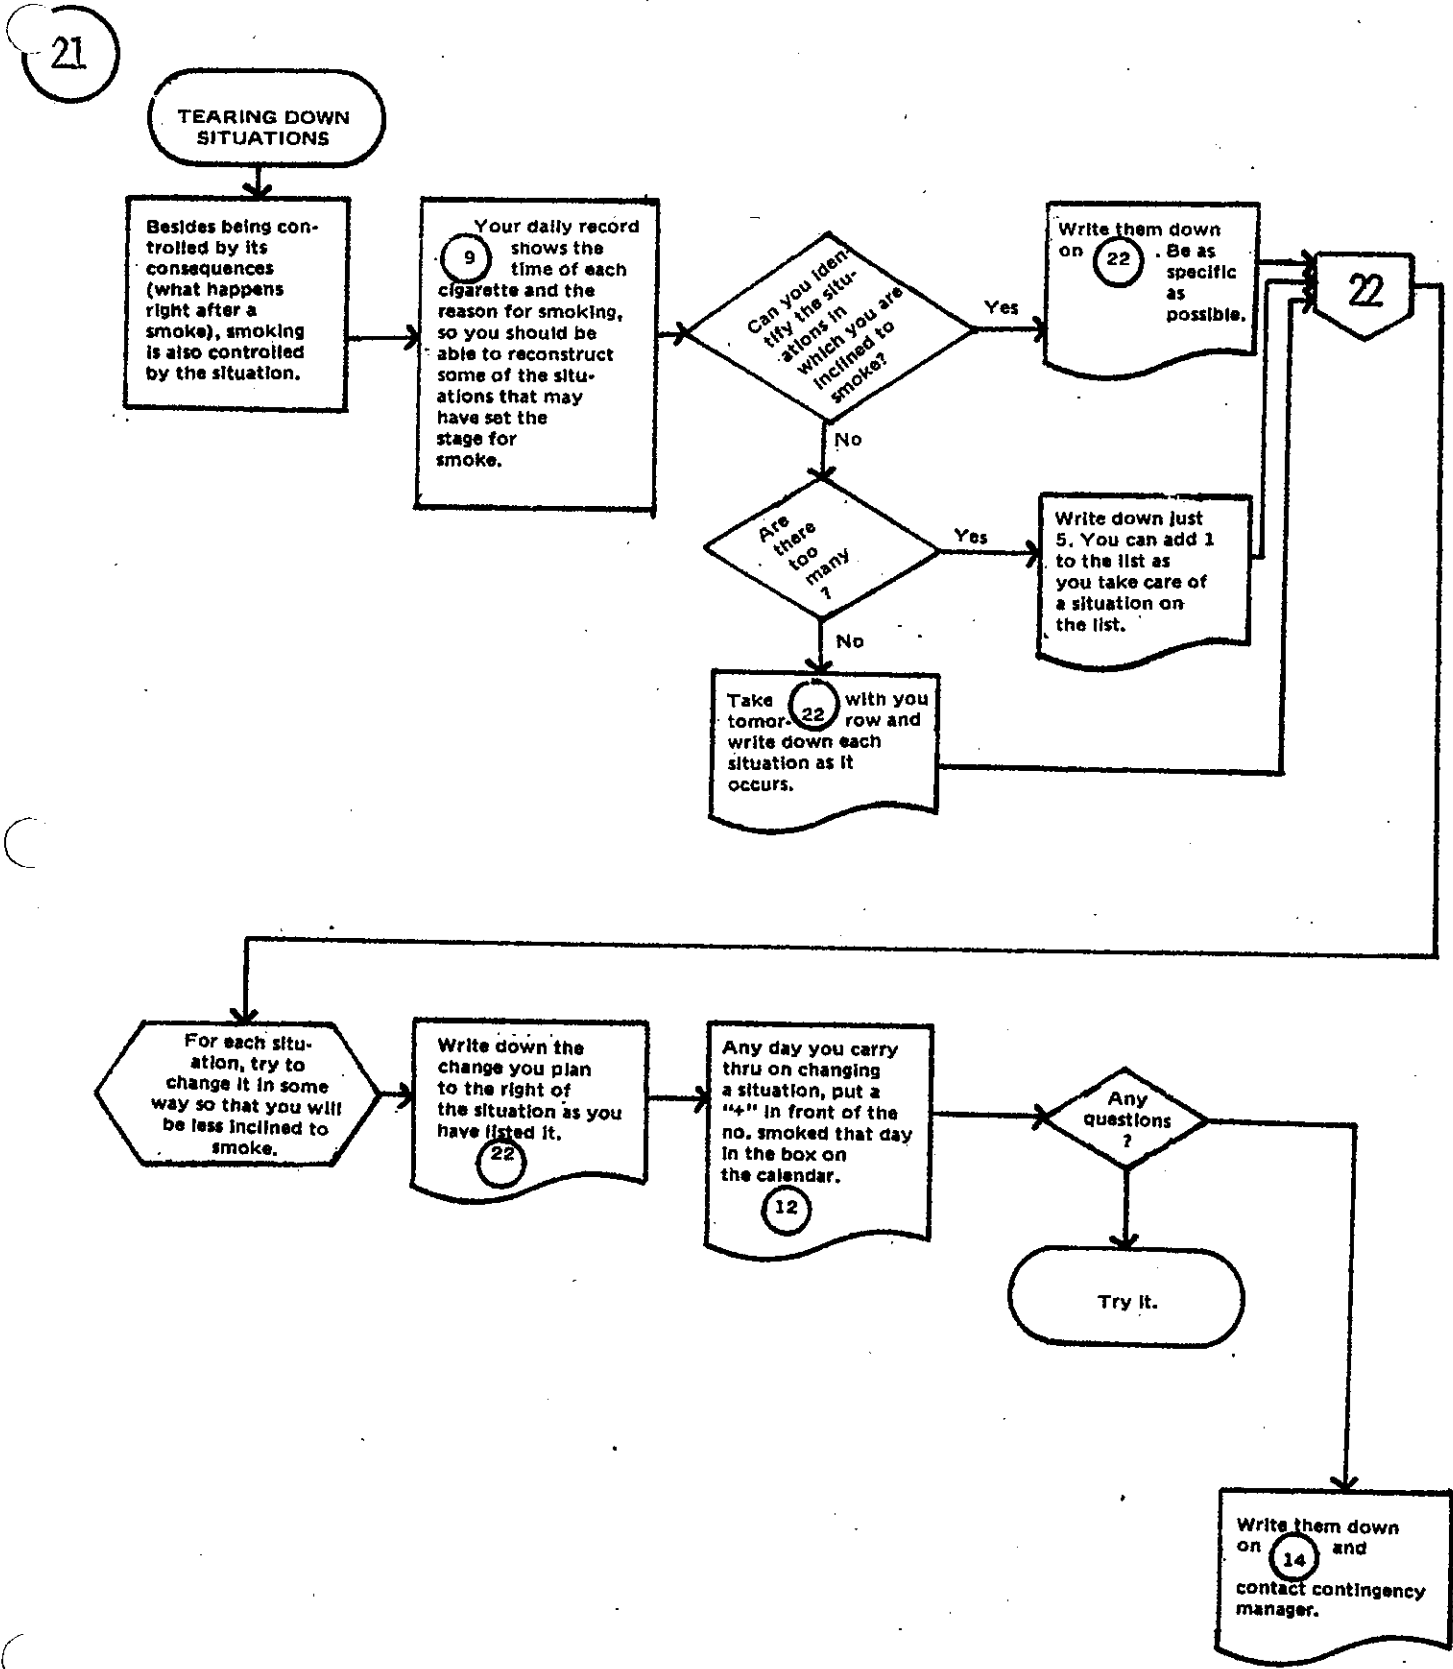 21
TEARING DOWN
SITUATIONS
Besides being con-
trolled by its
consequences
(what happens
right after a
smoke), smoking
is also controlled
by the situation.
Your daily record
9 shows the
time of each
cigarette and the
reason for smoking,
so you should be
able to reconstruct
some of the situ-
ations that may
have set the
stage for
smoke.
Can you iden-
tify the situ-
ations in
which you are
inclined to
smoke?
Yes
Write them down
on 22 . Be as
specific
as
possible.
22
No
Are
there
too
many
?
Yes
Write down just
5. You can add 1
to the list as
you take care of
a situation on
the list.
No
Take 22 with you
tomor- row and
write down each
situation as it
occurs.
For each situ-
ation, try to
change it in some
way so that you will
be less inclined to
smoke.
Write down the
change you plan
to the right of
the situation as you
have listed it.
22
Any day you carry
thru on changing
a situation, put a
"+" in front of the
no. smoked that day
in the box on
the calendar.
12
Any
questions
?
Try it.
Write them down
on 14 and
contact contingency
manager.